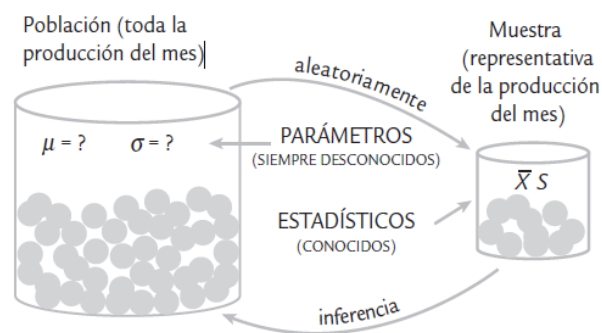 Población (toda la
producción del mes)
μ = ? σ = ?
aleatoriamente
PARÁMETROS
(SIEMPRE DESCONOCIDOS)
ESTADÍSTICOS
(CONOCIDOS)
inferencia
Muestra
(representativa
de la producción
del mes)
X̅ S